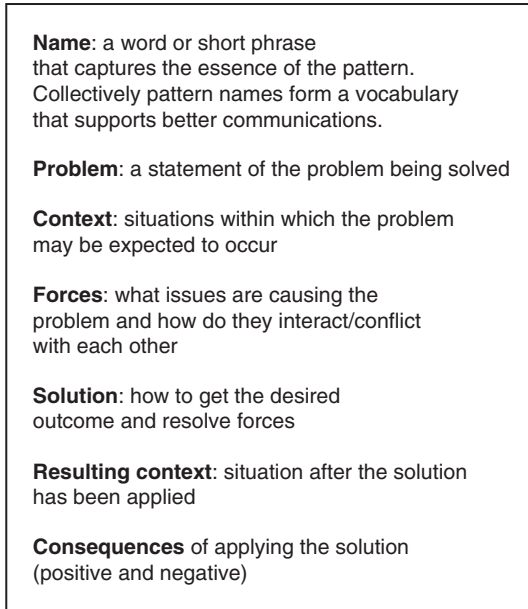 Name: a word or short phrase
that captures the essence of the pattern.
Collectively pattern names form a vocabulary
that supports better communications.
Problem: a statement of the problem being solved
Context: situations within which the problem
may be expected to occur
Forces: what issues are causing the
problem and how do they interact/conflict
with each other
Solution: how to get the desired
outcome and resolve forces
Resulting context: situation after the solution
has been applied
Consequences of applying the solution
(positive and negative)